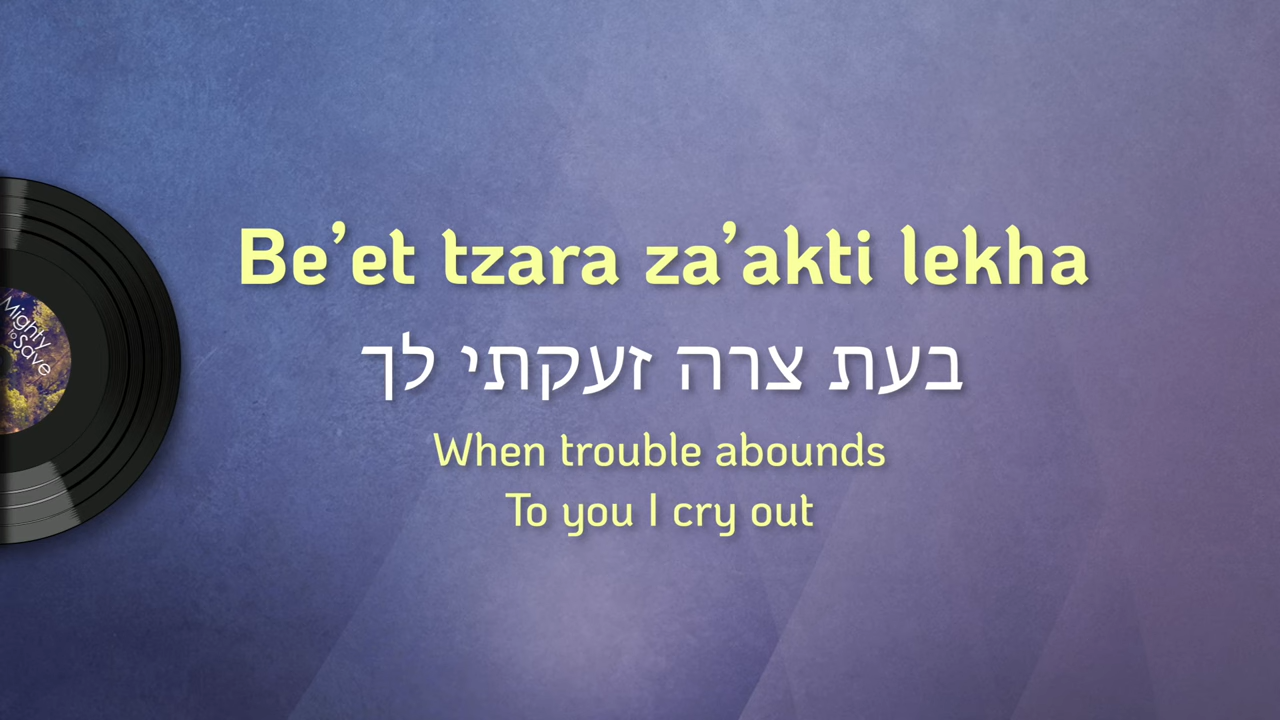 Be’et tzara za’akti lekha
בעת צרה זעקתי לך
When trouble abounds
To you I cry out
Mighty
to
Save